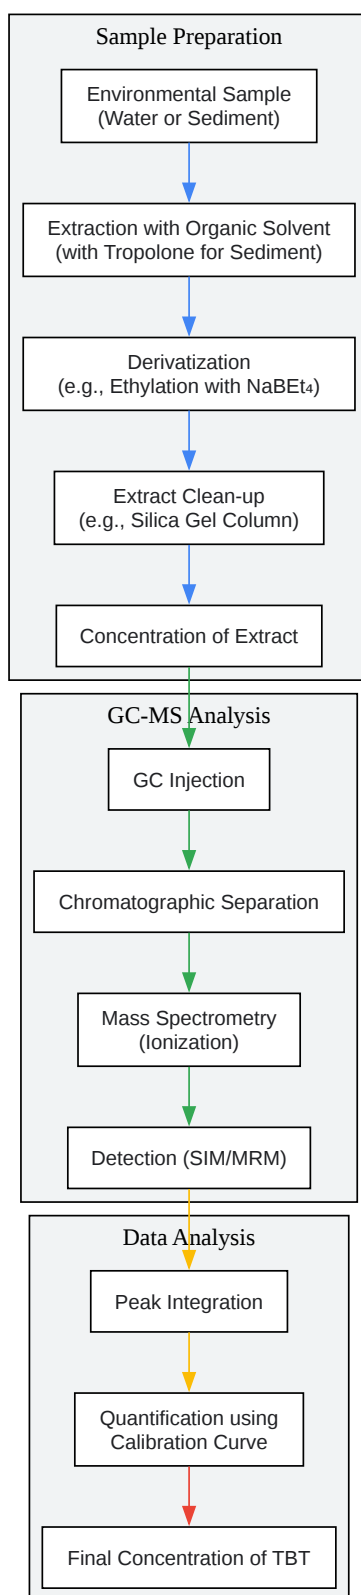 Sample Preparation
Environmental Sample
(Water or Sediment)
Extraction with Organic Solvent
(with Tropolone for Sediment)
Derivatization
(e.g., Ethylation with NaBEt₄)
Extract Clean-up
(e.g., Silica Gel Column)
Concentration of Extract
GC-MS Analysis
GC Injection
Chromatographic Separation
Mass Spectrometry
(Ionization)
Detection (SIM/MRM)
Data Analysis
Peak Integration
Quantification using
Calibration Curve
Final Concentration of TBT